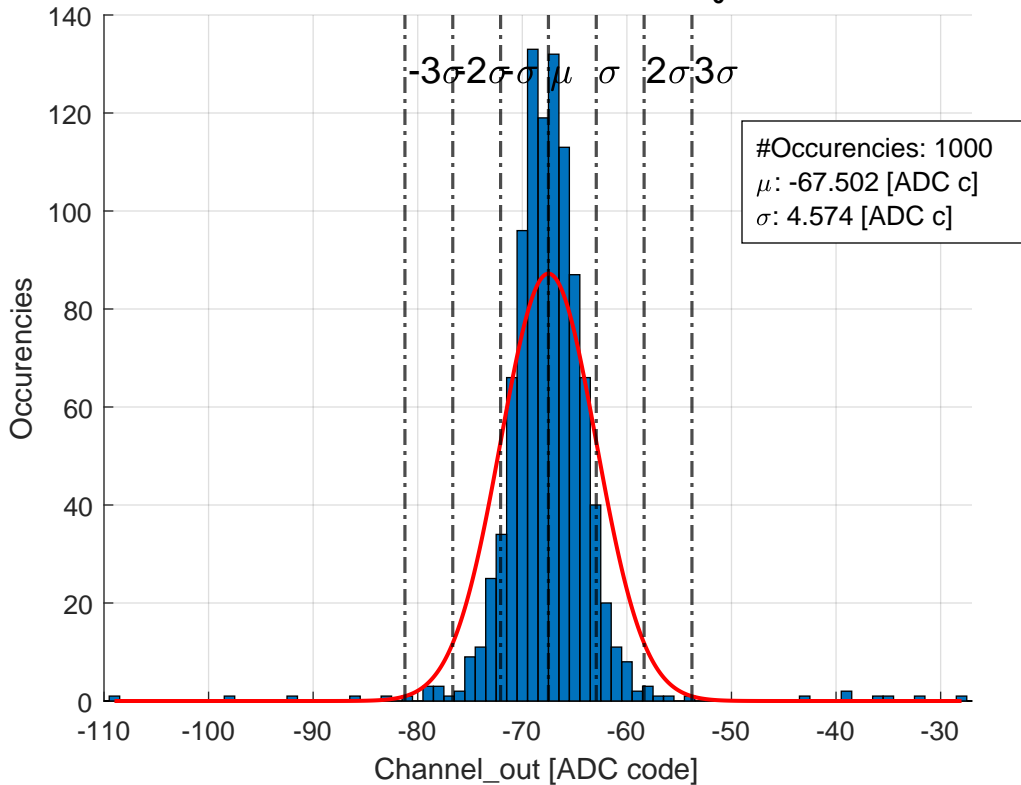 140
120
100
80
60
40
20
0
-3σ -2σ -σ μ σ 2σ 3σ
#Occurencies: 1000
μ: -67.502 [ADC c]
σ: 4.574 [ADC c]
Occurencies
-110 -100 -90 -80 -70 -60 -50 -40 -30
Channel_out [ADC code]